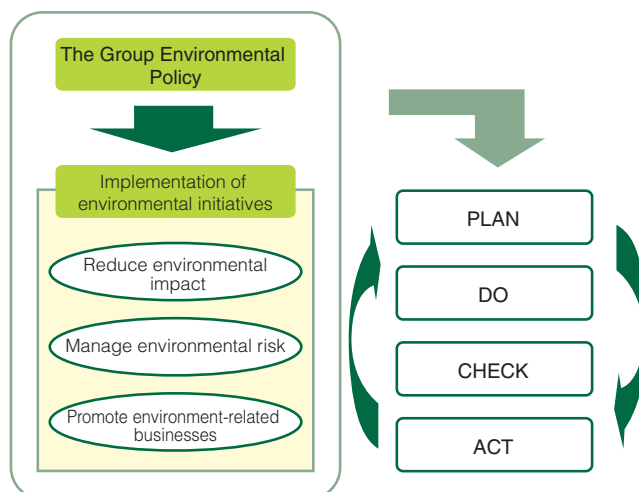 The Group Environmental
Policy
Implementation of
environmental initiatives
Reduce environmental
impact
Manage environmental risk
Promote environment-related
businesses
PLAN
DO
CHECK
ACT